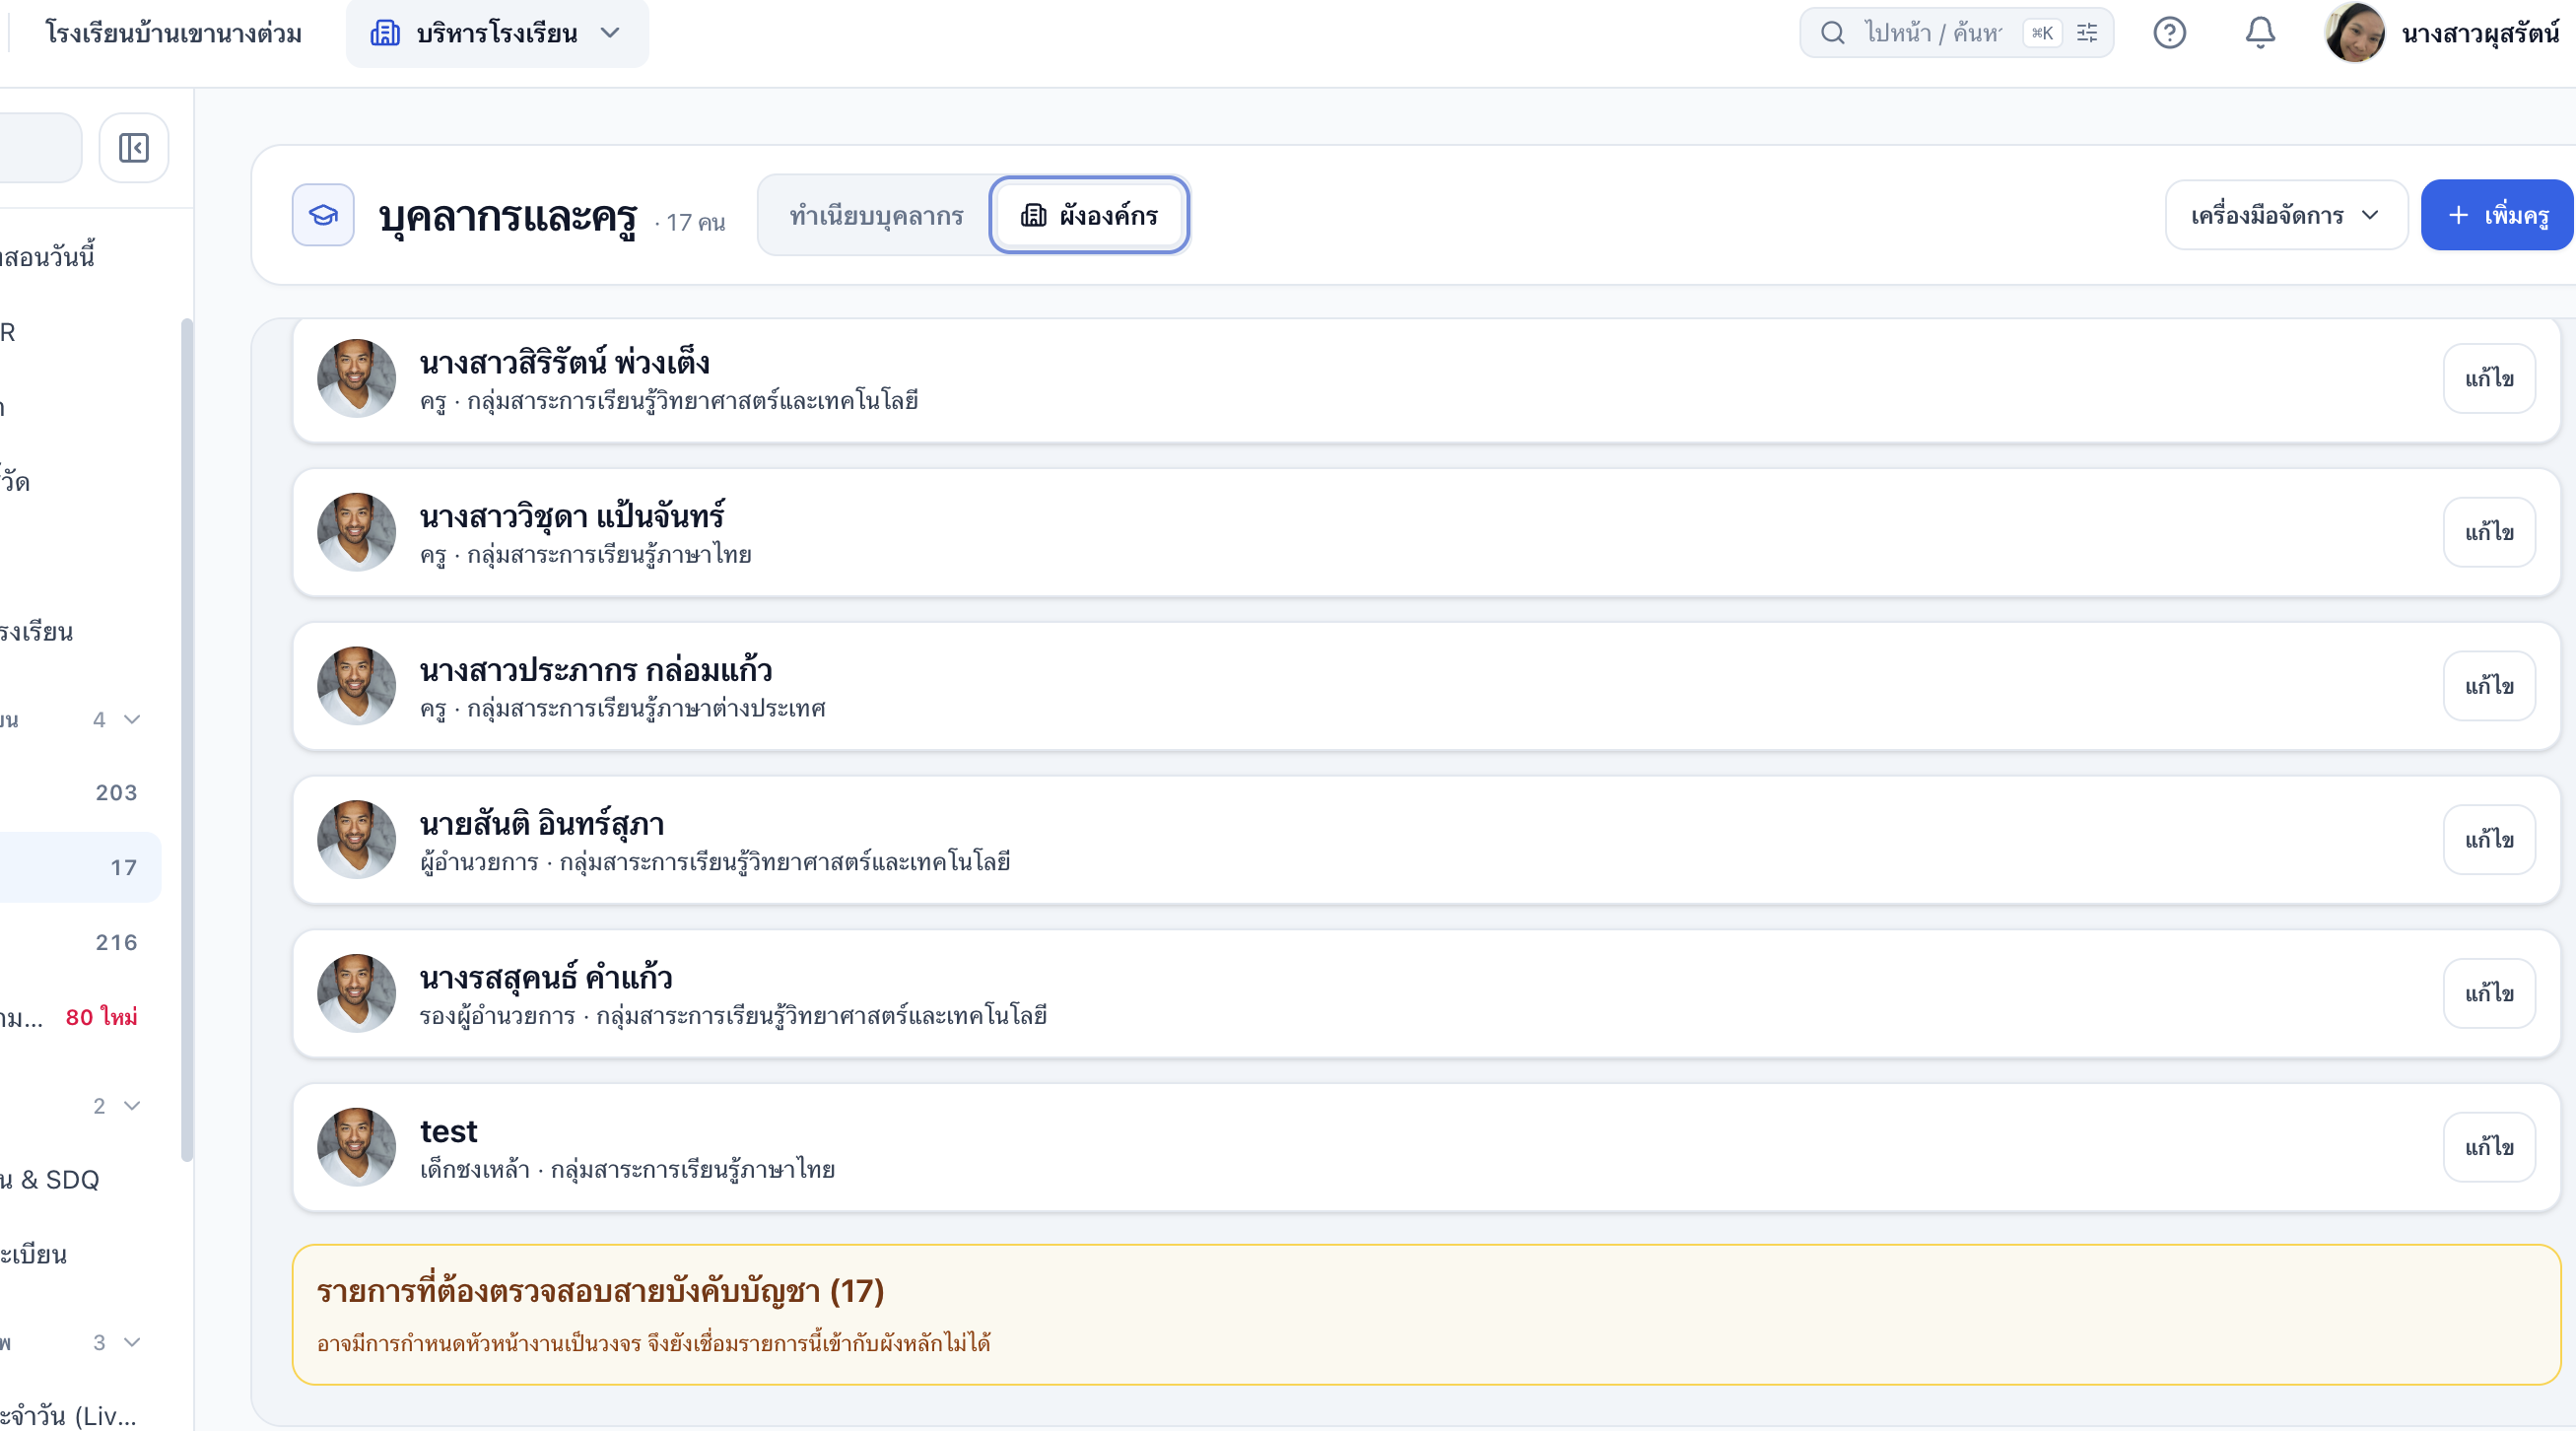 โรงเรียนบ้านเขานางต่วม
บริหารโรงเรียน
ไปหน้า / ค้นห
⌘K
นางสาวผุสรัตน์
บุคลากรและครู · 17 คน
ทำเนียบบุคลากร
ผังองค์กร
เครื่องมือจัดการ
+ เพิ่มครู
สอนวันนี้
R
วัด
รงเรียน
ยน 4
203
17
216
าม... 80 ใหม่
2
น & SDQ
ะเบียน
พ 3
ะจำวัน (Liv...
นางสาวสิริรัตน์ พ่วงเต็ง
ครู · กลุ่มสาระการเรียนรู้วิทยาศาสตร์และเทคโนโลยี
แก้ไข
นางสาววิชุดา แป้นจันทร์
ครู · กลุ่มสาระการเรียนรู้ภาษาไทย
แก้ไข
นางสาวประภากร กล่อมแก้ว
ครู · กลุ่มสาระการเรียนรู้ภาษาต่างประเทศ
แก้ไข
นายสันติ อินทร์สุภา
ผู้อำนวยการ · กลุ่มสาระการเรียนรู้วิทยาศาสตร์และเทคโนโลยี
แก้ไข
นางรสสุคนธ์ คำแก้ว
รองผู้อำนวยการ · กลุ่มสาระการเรียนรู้วิทยาศาสตร์และเทคโนโลยี
แก้ไข
test
เด็กชงเหล้า · กลุ่มสาระการเรียนรู้ภาษาไทย
แก้ไข
รายการที่ต้องตรวจสอบสายบังคับบัญชา (17)
อาจมีการกำหนดหัวหน้างานเป็นวงจร จึงยังเชื่อมรายการนี้เข้ากับผังหลักไม่ได้